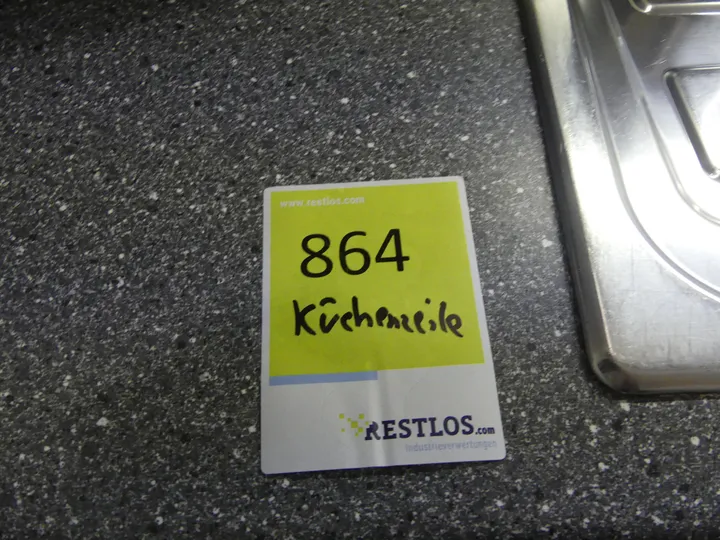 www.restlos.com
864
Küchenzeile
RESTLOS.com
industrieverwertungen